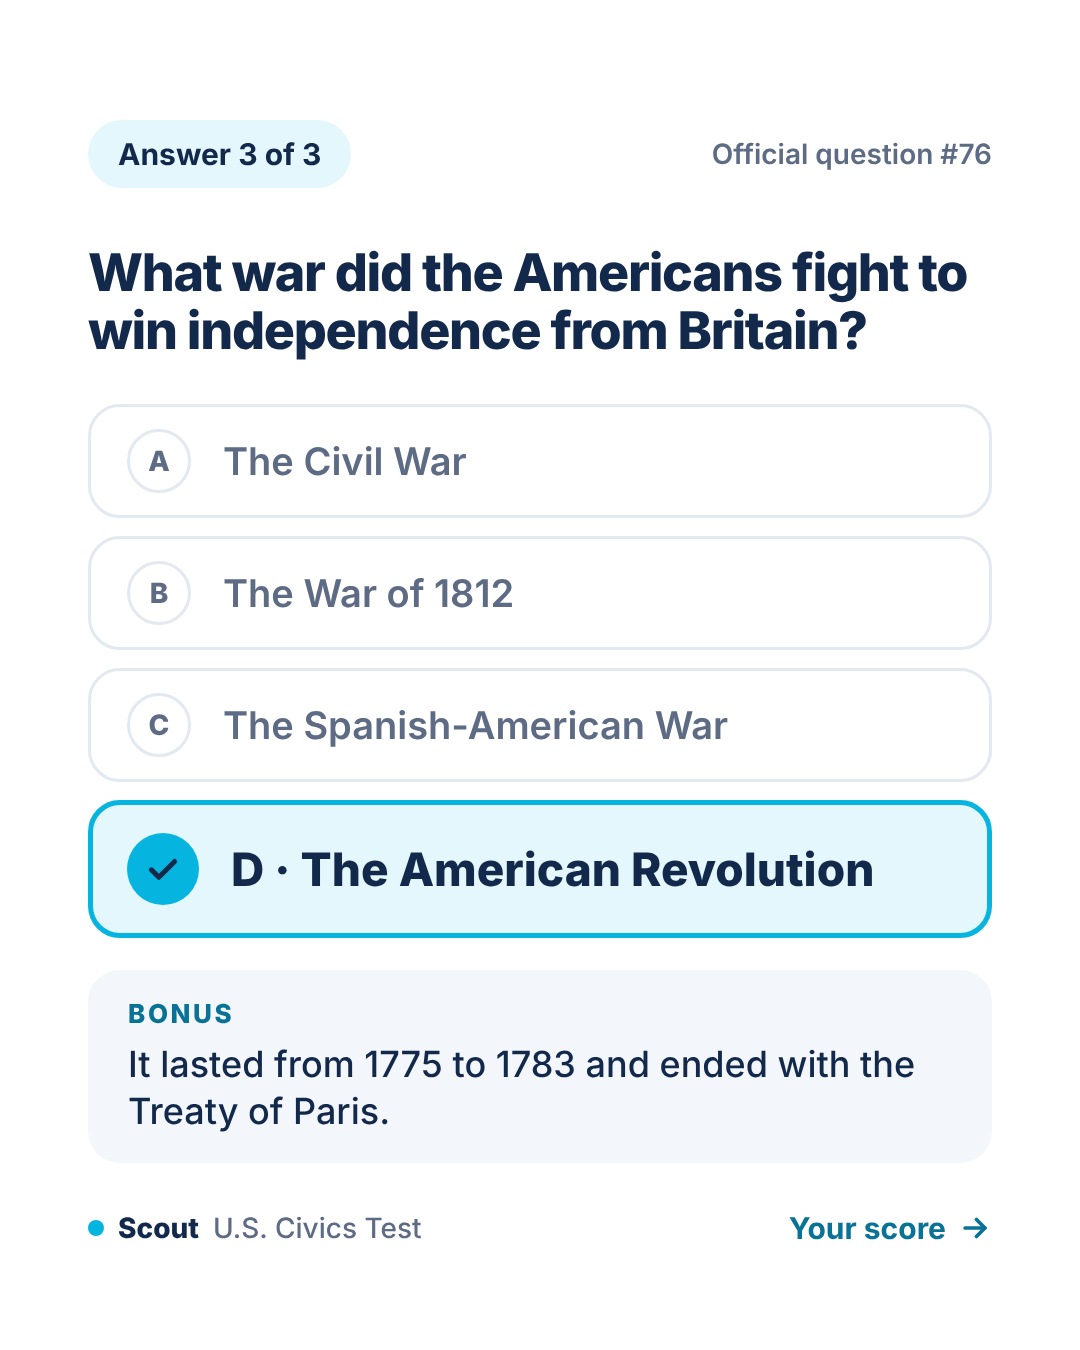 Answer 3 of 3
Official question #76
What war did the Americans fight to
win independence from Britain?
A The Civil War
B The War of 1812
C The Spanish-American War
D · The American Revolution
BONUS
It lasted from 1775 to 1783 and ended with the
Treaty of Paris.
Scout U.S. Civics Test
Your score →